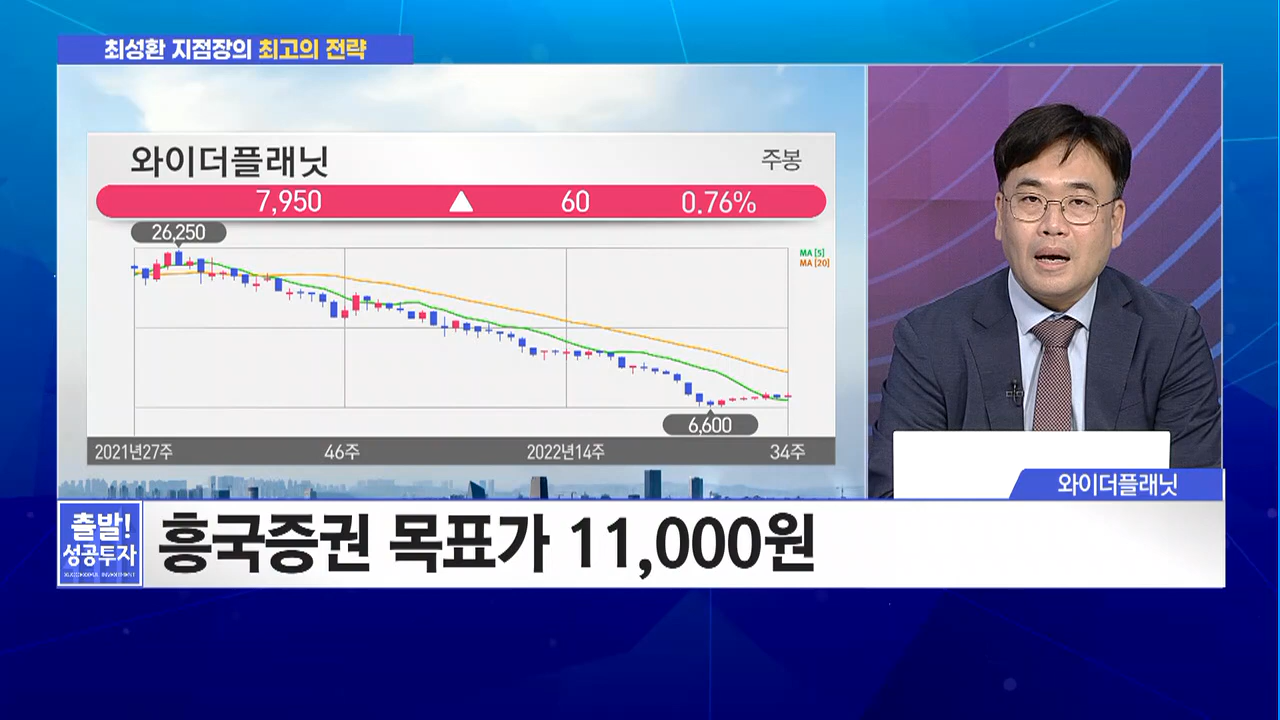 최성환 지점장의 최고의 전략
와이더플래닛
주봉
7,950 ▲ 60 0.76%
26,250
MA [5]
MA [20]
6,600
2021년27주 46주 2022년14주 34주
와이더플래닛
출발!
성공투자
SUCCESSFUL INVESTMENT
흥국증권 목표가 11,000원